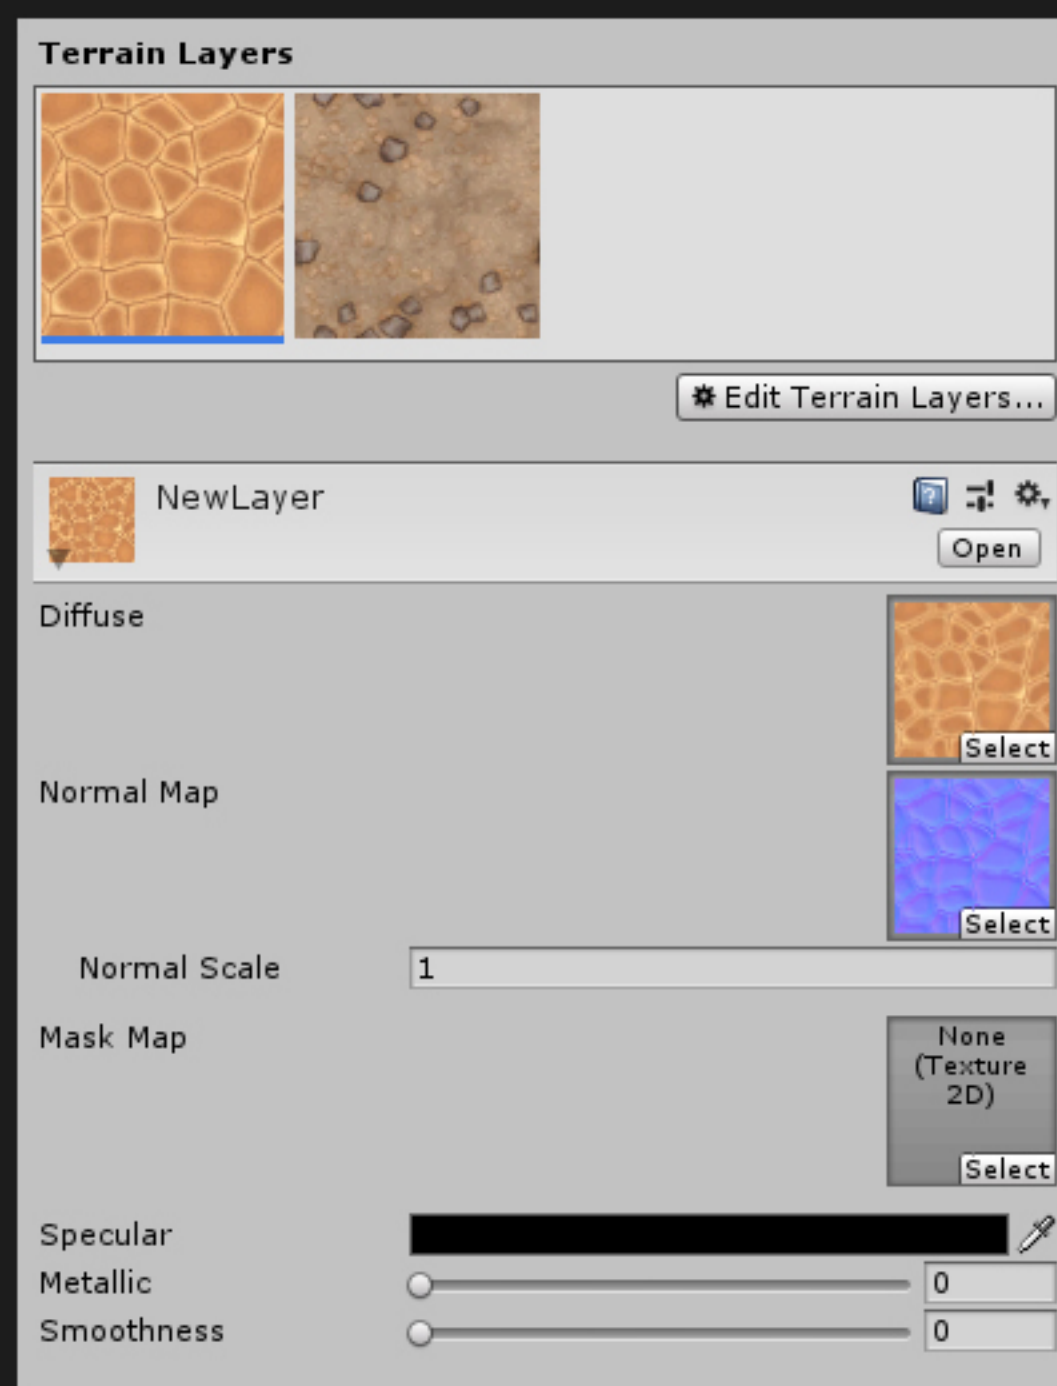 Terrain Layers
Edit Terrain Layers...
NewLayer
?
Open
Diffuse
Select
Normal Map
Select
Normal Scale 1
Mask Map
None
(Texture
2D)
Select
Specular
Metallic 0
Smoothness 0